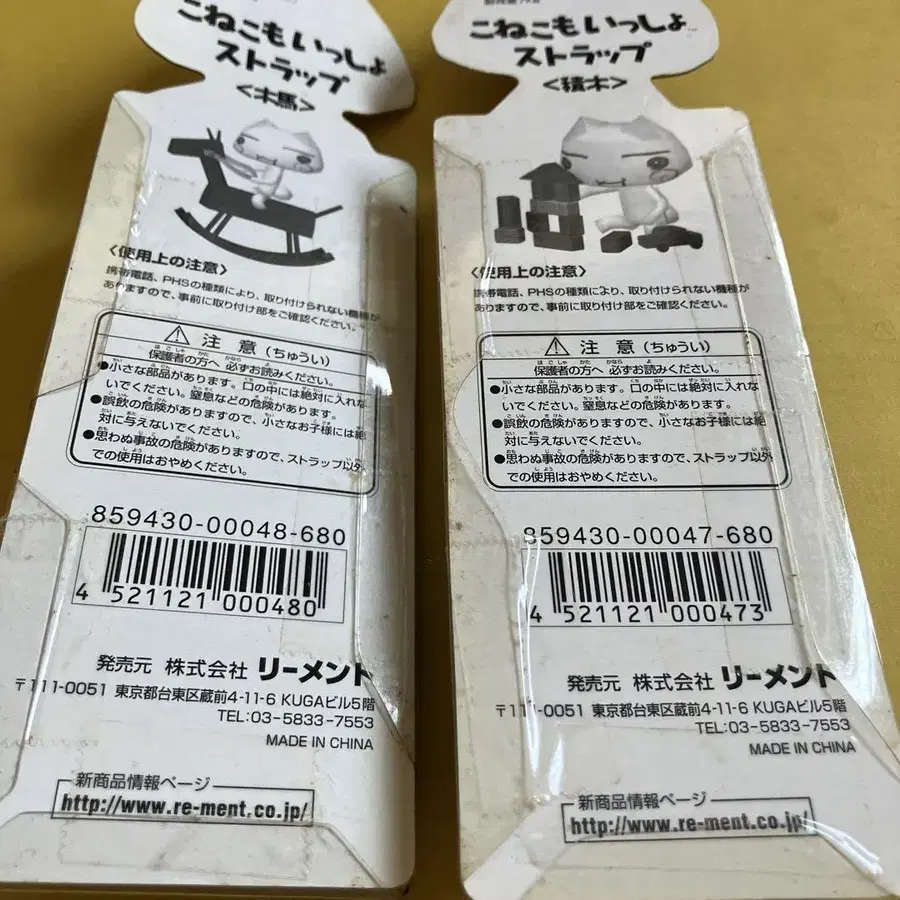 こねこもいっしょ
ストラップ
<木馬>
<使用上の注意>
携帯電話、PHSの種類により、取り付けられない機種が
ありますので、事前に取り付け部をご確認ください。
⚠ 注 意 (ちゅうい)
保護者の方へ 必ずお読みください。
●小さな部品があります。口の中には絶対に入れな
いでください。窒息などの危険があります。
●誤飲の危険がありますので、小さなお子様には絶
対に与えないでください。
●思わぬ事故の危険がありますので、ストラップ以外
での使用はおやめください。
859430-00048-680
4 521121 000480
発売元 株式会社 リーメント
〒111-0051 東京都台東区蔵前4-11-6 KUGAビル5階
TEL:03-5833-7553
MADE IN CHINA
新商品情報ページ
http://www.re-ment.co.jp/
こねこもいっしょ
ストラップ
<積木>
<使用上の注意>
携帯電話、PHSの種類により、取り付けられない機種が
ありますので、事前に取り付け部をご確認ください。
⚠ 注 意 (ちゅうい)
保護者の方へ 必ずお読みください。
●小さな部品があります。口の中には絶対に入れな
いでください。窒息などの危険があります。
●誤飲の危険がありますので、小さなお子様には絶
対に与えないでください。
●思わぬ事故の危険がありますので、ストラップ以外
での使用はおやめください。
859430-00047-680
4 521121 000473
発売元 株式会社 リーメント
〒111-0051 東京都台東区蔵前4-11-6 KUGAビル5階
TEL:03-5833-7553
MADE IN CHINA
新商品情報ページ
http://www.re-ment.co.jp/